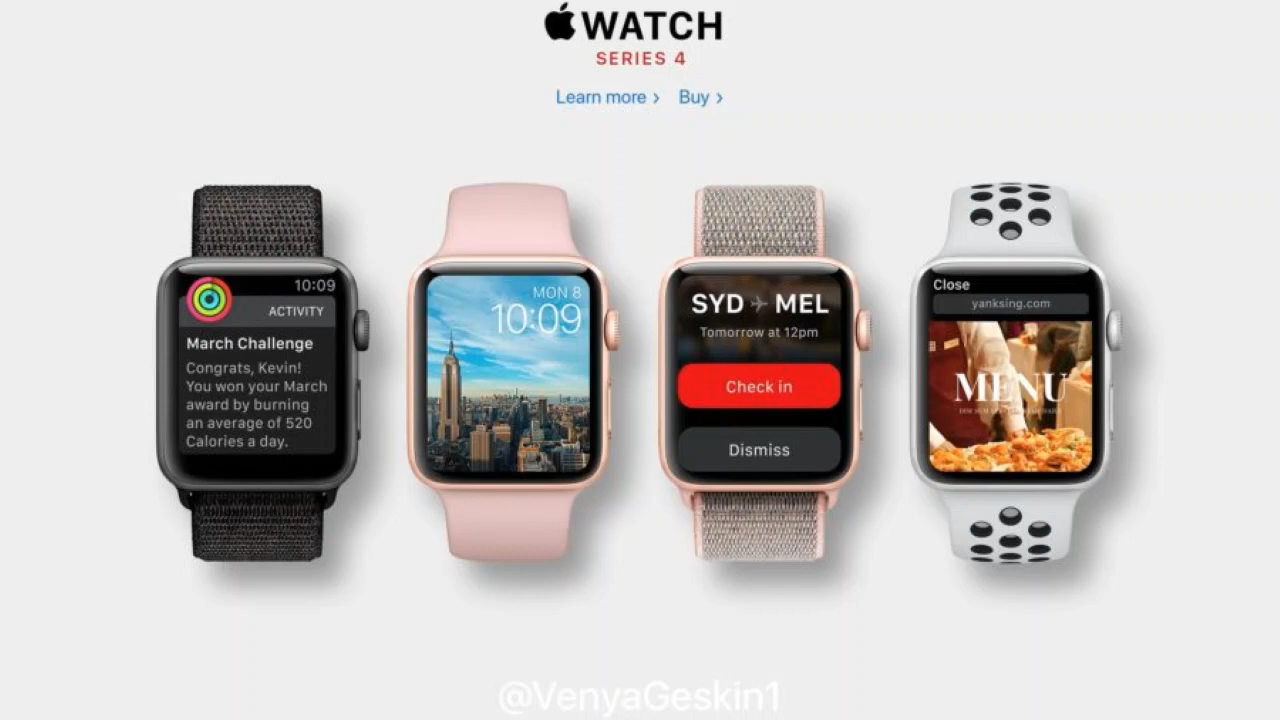 WATCH
SERIES 4
Learn more › Buy ›
10:09
ACTIVITY
March Challenge
Congrats, Kevin!
You won your March
award by burning
an average of 520
Calories a day.
MON 8
10:09
SYD ✈ MEL
Tomorrow at 12pm
Check in
Dismiss
Close
yanksing.com
MENU
@VenyaGeskin1